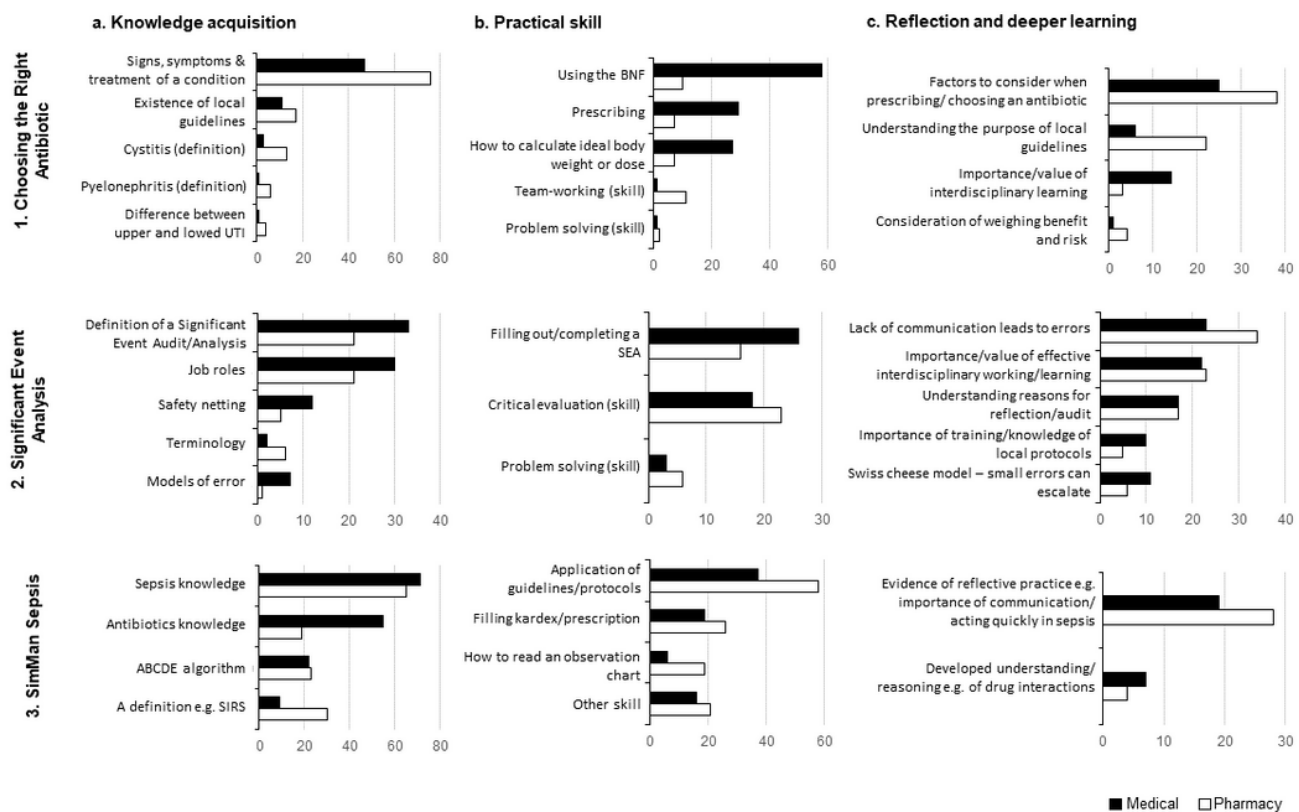 a. Knowledge acquisition
b. Practical skill
c. Reflection and deeper learning
1. Choosing the Right
Antibiotic
Signs, symptoms &
treatment of a condition
Existence of local
guidelines
Cystitis (definition)
Pyelonephritis (definition)
Difference between
upper and lowed UTI
0 20 40 60 80
Using the BNF
Prescribing
How to calculate ideal body
weight or dose
Team-working (skill)
Problem solving (skill)
0 20 40 60
Factors to consider when
prescribing/ choosing an antibiotic
Understanding the purpose of local
guidelines
Importance/value of
interdisciplinary learning
Consideration of weighing benefit
and risk
0 10 20 30 40
2. Significant Event
Analysis
Definition of a Significant
Event Audit/Analysis
Job roles
Safety netting
Terminology
Models of error
0 10 20 30 40
Filling out/completing a
SEA
Critical evaluation (skill)
Problem solving (skill)
0 10 20 30
Lack of communication leads to errors
Importance/value of effective
interdisciplinary working/learning
Understanding reasons for
reflection/audit
Importance of training/knowledge of
local protocols
Swiss cheese model – small errors can
escalate
0 10 20 30 40
3. SimMan Sepsis
Sepsis knowledge
Antibiotics knowledge
ABCDE algorithm
A definition e.g. SIRS
0 20 40 60 80
Application of
guidelines/protocols
Filling kardex/prescription
How to read an observation
chart
Other skill
0 20 40 60
Evidence of reflective practice e.g.
importance of communication/
acting quickly in sepsis
Developed understanding/
reasoning e.g. of drug interactions
0 10 20 30
Medical Pharmacy